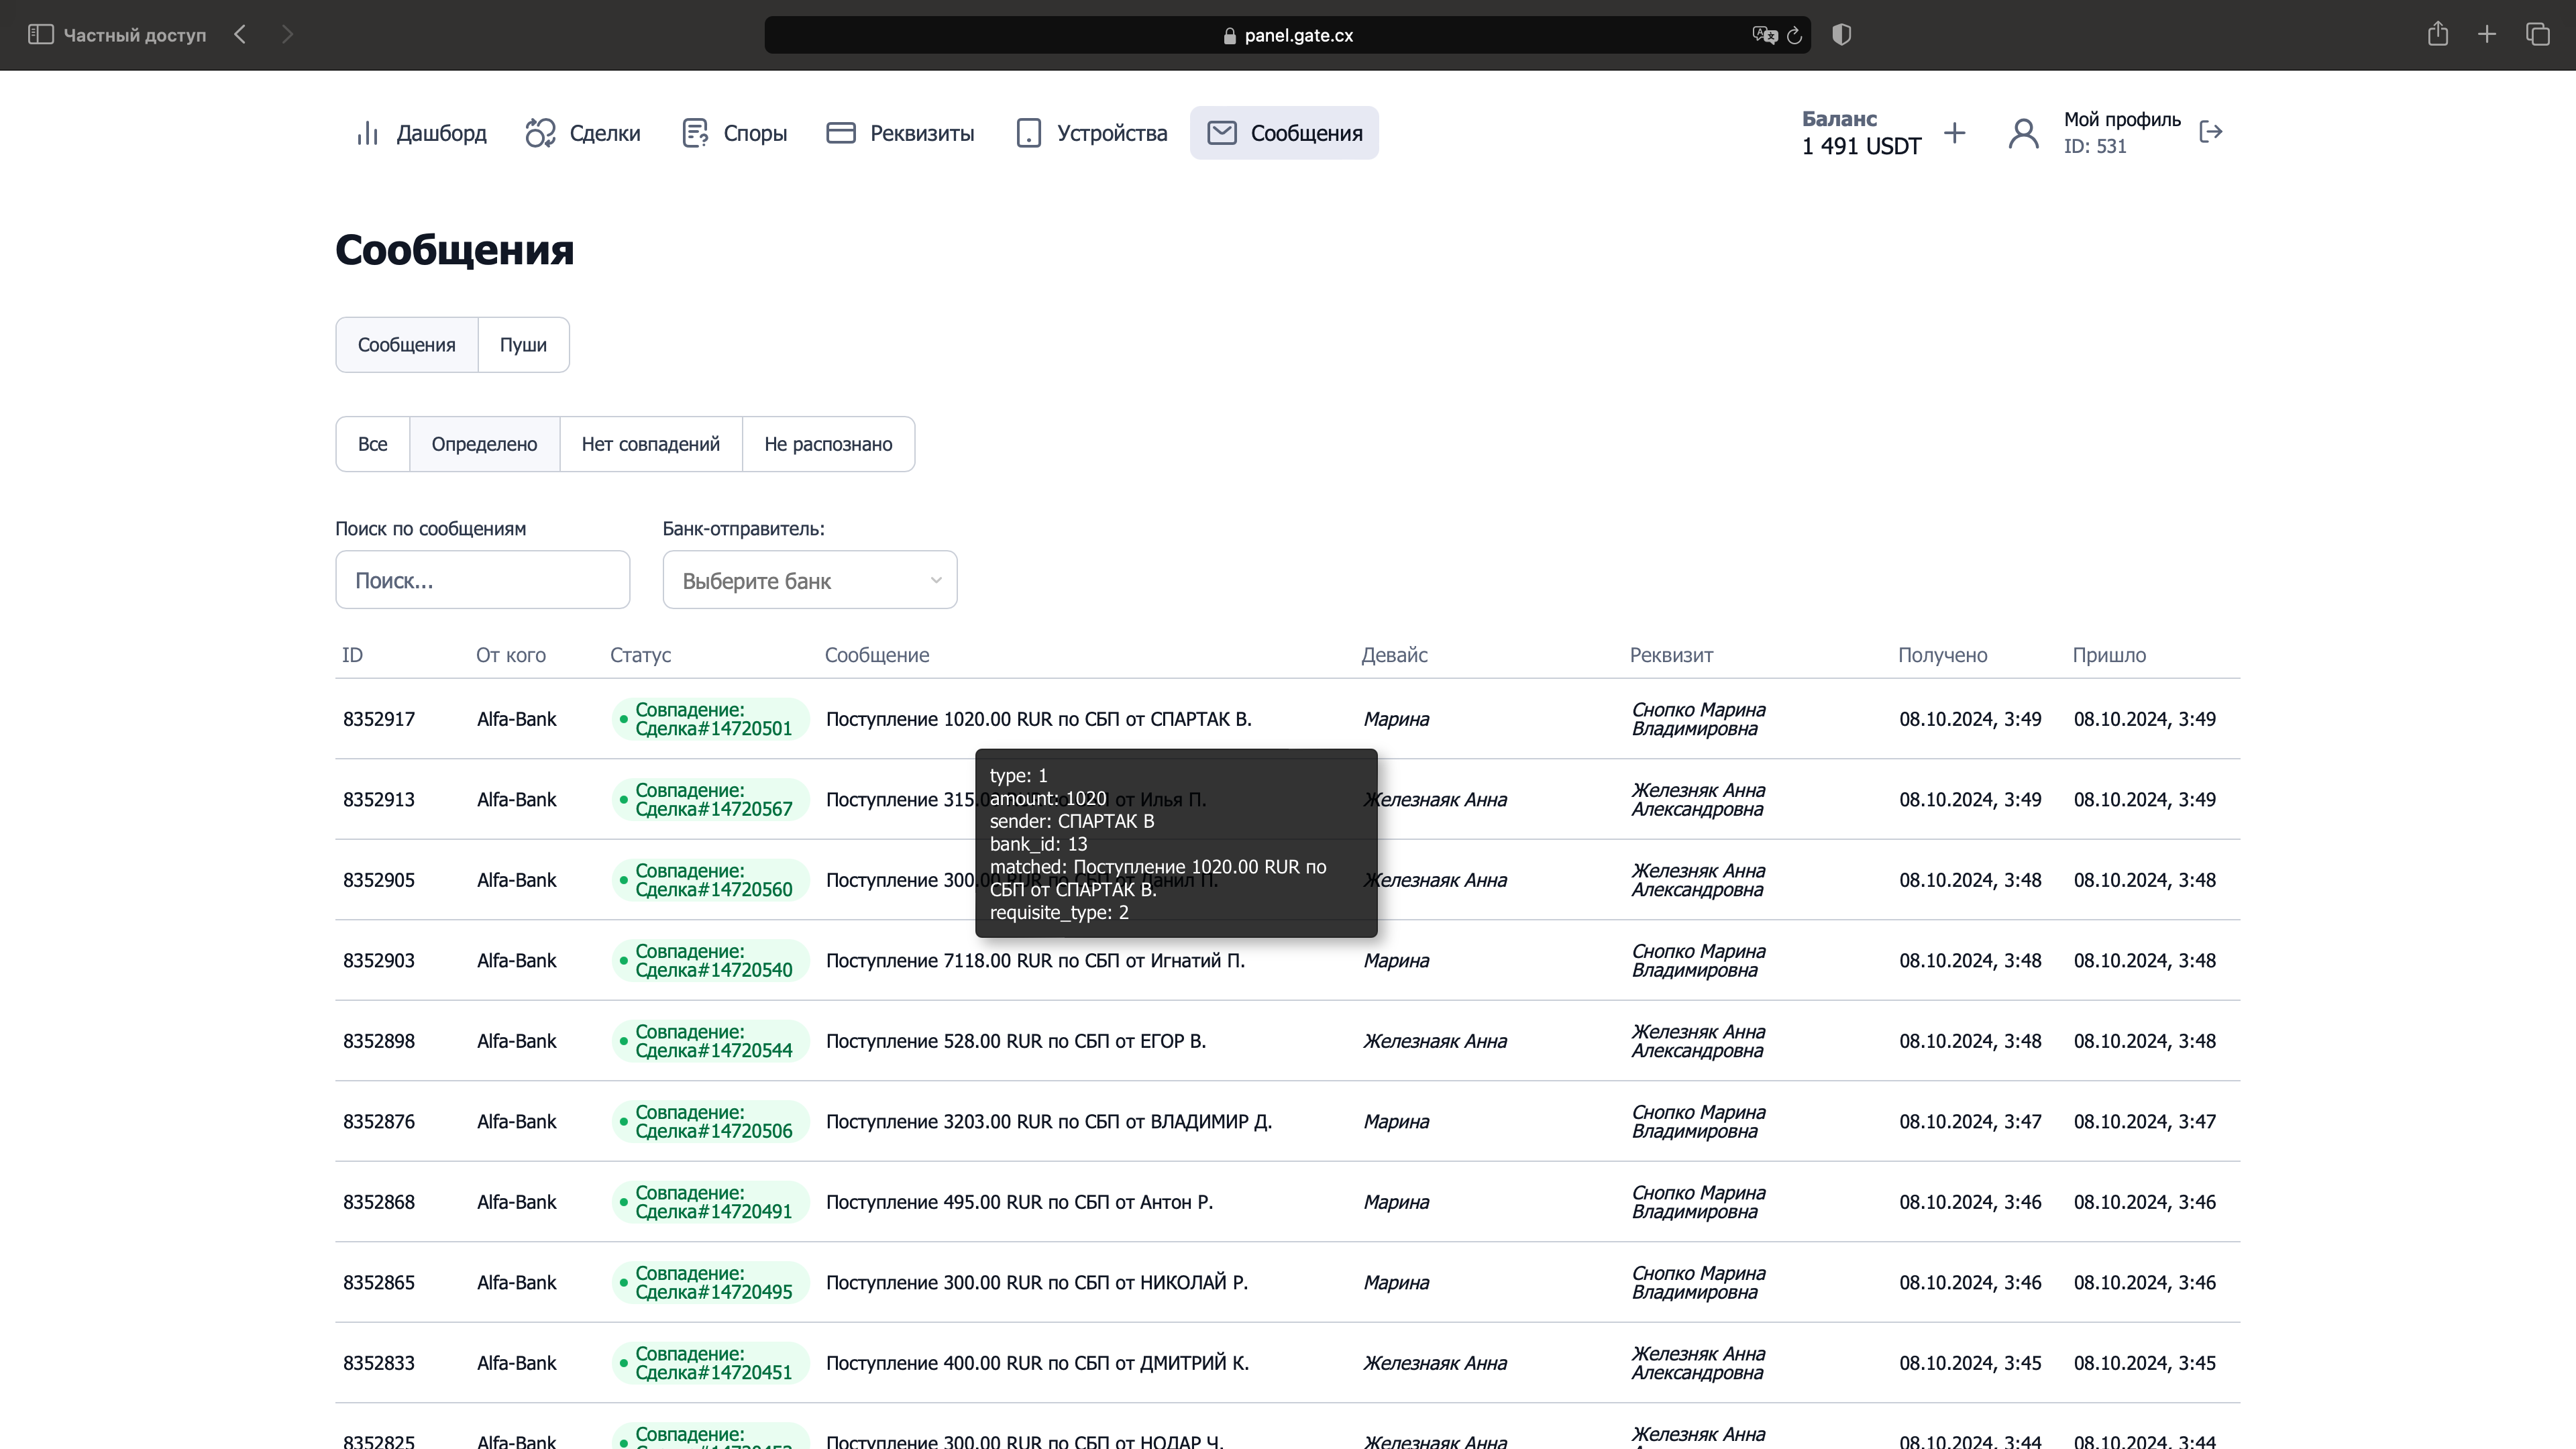 Частный доступ
panel.gate.cx
Дашборд Сделки Споры Реквизиты Устройства Сообщения
Баланс
1 491 USDT
Мой профиль
ID: 531
Сообщения
Сообщения Пуши
Все Определено Нет совпадений Не распознано
Поиск по сообщениям Банк-отправитель:
Поиск... Выберите банк
ID От кого Статус Сообщение Девайс Реквизит Получено Пришло
8352917 Alfa-Bank Совпадение: Сделка#14720501 Поступление 1020.00 RUR по СБП от СПАРТАК В. Марина Снопко Марина Владимировна 08.10.2024, 3:49 08.10.2024, 3:49
type: 1
amount: 1020
sender: СПАРТАК В
bank_id: 13
matched: Поступление 1020.00 RUR по
СБП от СПАРТАК В.
requisite_type: 2
8352913 Alfa-Bank Совпадение: Сделка#14720567 Поступление 315. от Илья П. Железнаяк Анна Железняк Анна Александровна 08.10.2024, 3:49 08.10.2024, 3:49
8352905 Alfa-Bank Совпадение: Сделка#14720560 Поступление 300.00 RUR по СБП от Данил П. Железнаяк Анна Железняк Анна Александровна 08.10.2024, 3:48 08.10.2024, 3:48
8352903 Alfa-Bank Совпадение: Сделка#14720540 Поступление 7118.00 RUR по СБП от Игнатий П. Марина Снопко Марина Владимировна 08.10.2024, 3:48 08.10.2024, 3:48
8352898 Alfa-Bank Совпадение: Сделка#14720544 Поступление 528.00 RUR по СБП от ЕГОР В. Железнаяк Анна Железняк Анна Александровна 08.10.2024, 3:48 08.10.2024, 3:48
8352876 Alfa-Bank Совпадение: Сделка#14720506 Поступление 3203.00 RUR по СБП от ВЛАДИМИР Д. Марина Снопко Марина Владимировна 08.10.2024, 3:47 08.10.2024, 3:47
8352868 Alfa-Bank Совпадение: Сделка#14720491 Поступление 495.00 RUR по СБП от Антон Р. Марина Снопко Марина Владимировна 08.10.2024, 3:46 08.10.2024, 3:46
8352865 Alfa-Bank Совпадение: Сделка#14720495 Поступление 300.00 RUR по СБП от НИКОЛАЙ Р. Марина Снопко Марина Владимировна 08.10.2024, 3:46 08.10.2024, 3:46
8352833 Alfa-Bank Совпадение: Сделка#14720451 Поступление 400.00 RUR по СБП от ДМИТРИЙ К. Железнаяк Анна Железняк Анна Александровна 08.10.2024, 3:45 08.10.2024, 3:45
8352825 Alfa-Bank Совпадение: Поступление 300.00 RUR по СБП от НОДАР Ч. Железнаяк Анна Железняк Анна 08.10.2024, 3:44 08.10.2024, 3:44